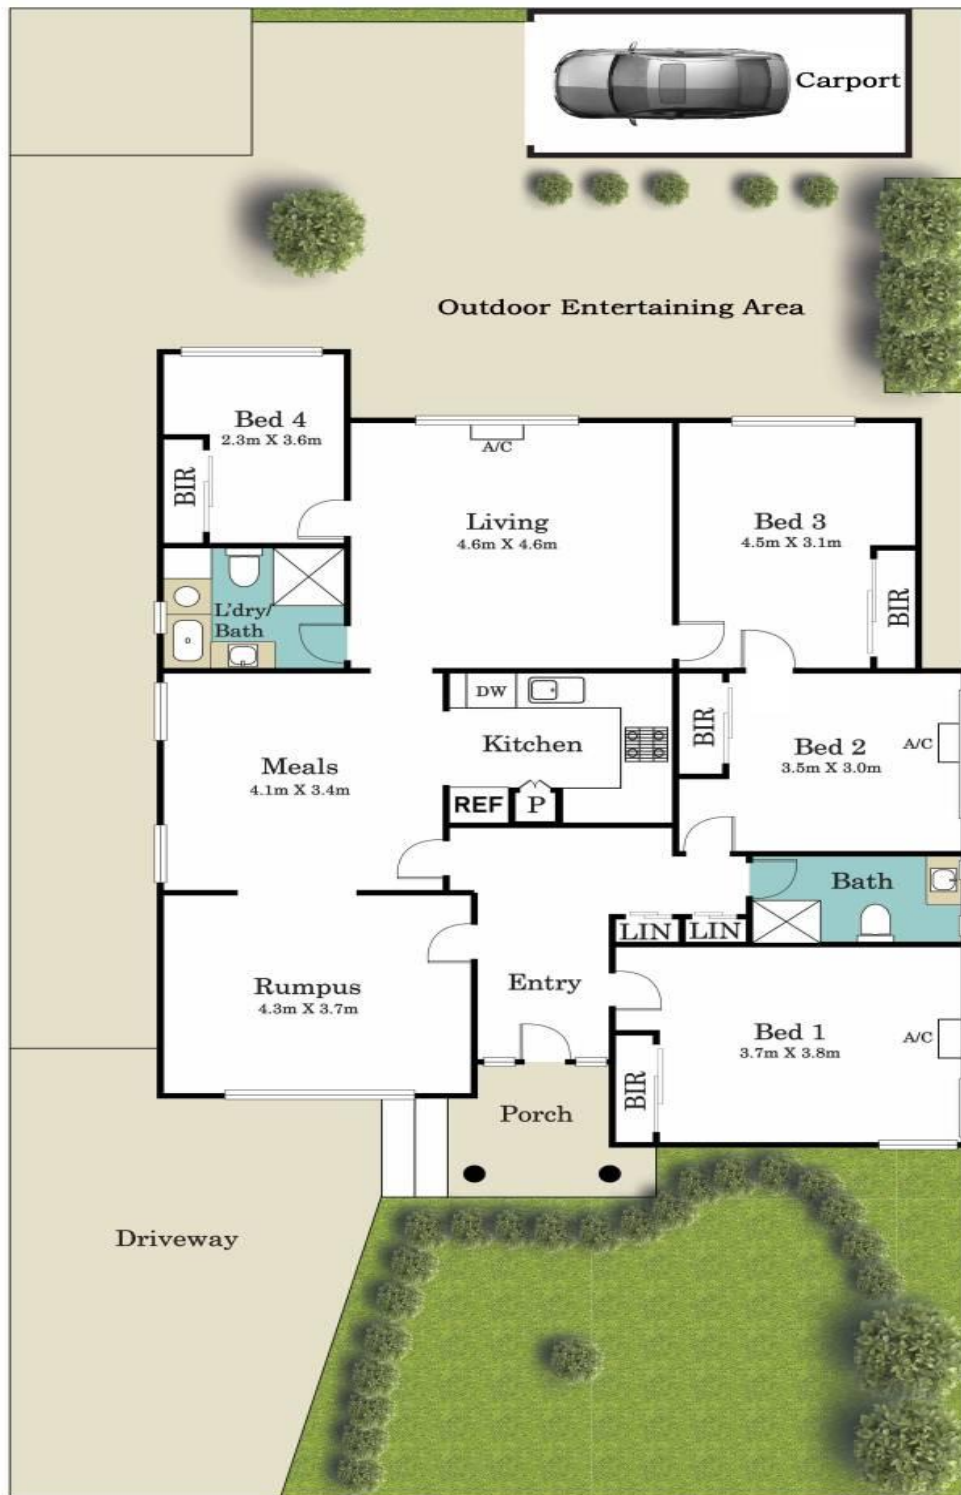 Carport
Outdoor Entertaining Area
Bed 4
2.3m X 3.6m
BIR
A/C
Living
4.6m X 4.6m
Bed 3
4.5m X 3.1m
BIR
L'dry/
Bath
DW
Kitchen
REF
P
Meals
4.1m X 3.4m
BIR
Bed 2
3.5m X 3.0m
A/C
Bath
LIN
LIN
Rumpus
4.3m X 3.7m
Entry
Bed 1
3.7m X 3.8m
A/C
BIR
Porch
Driveway